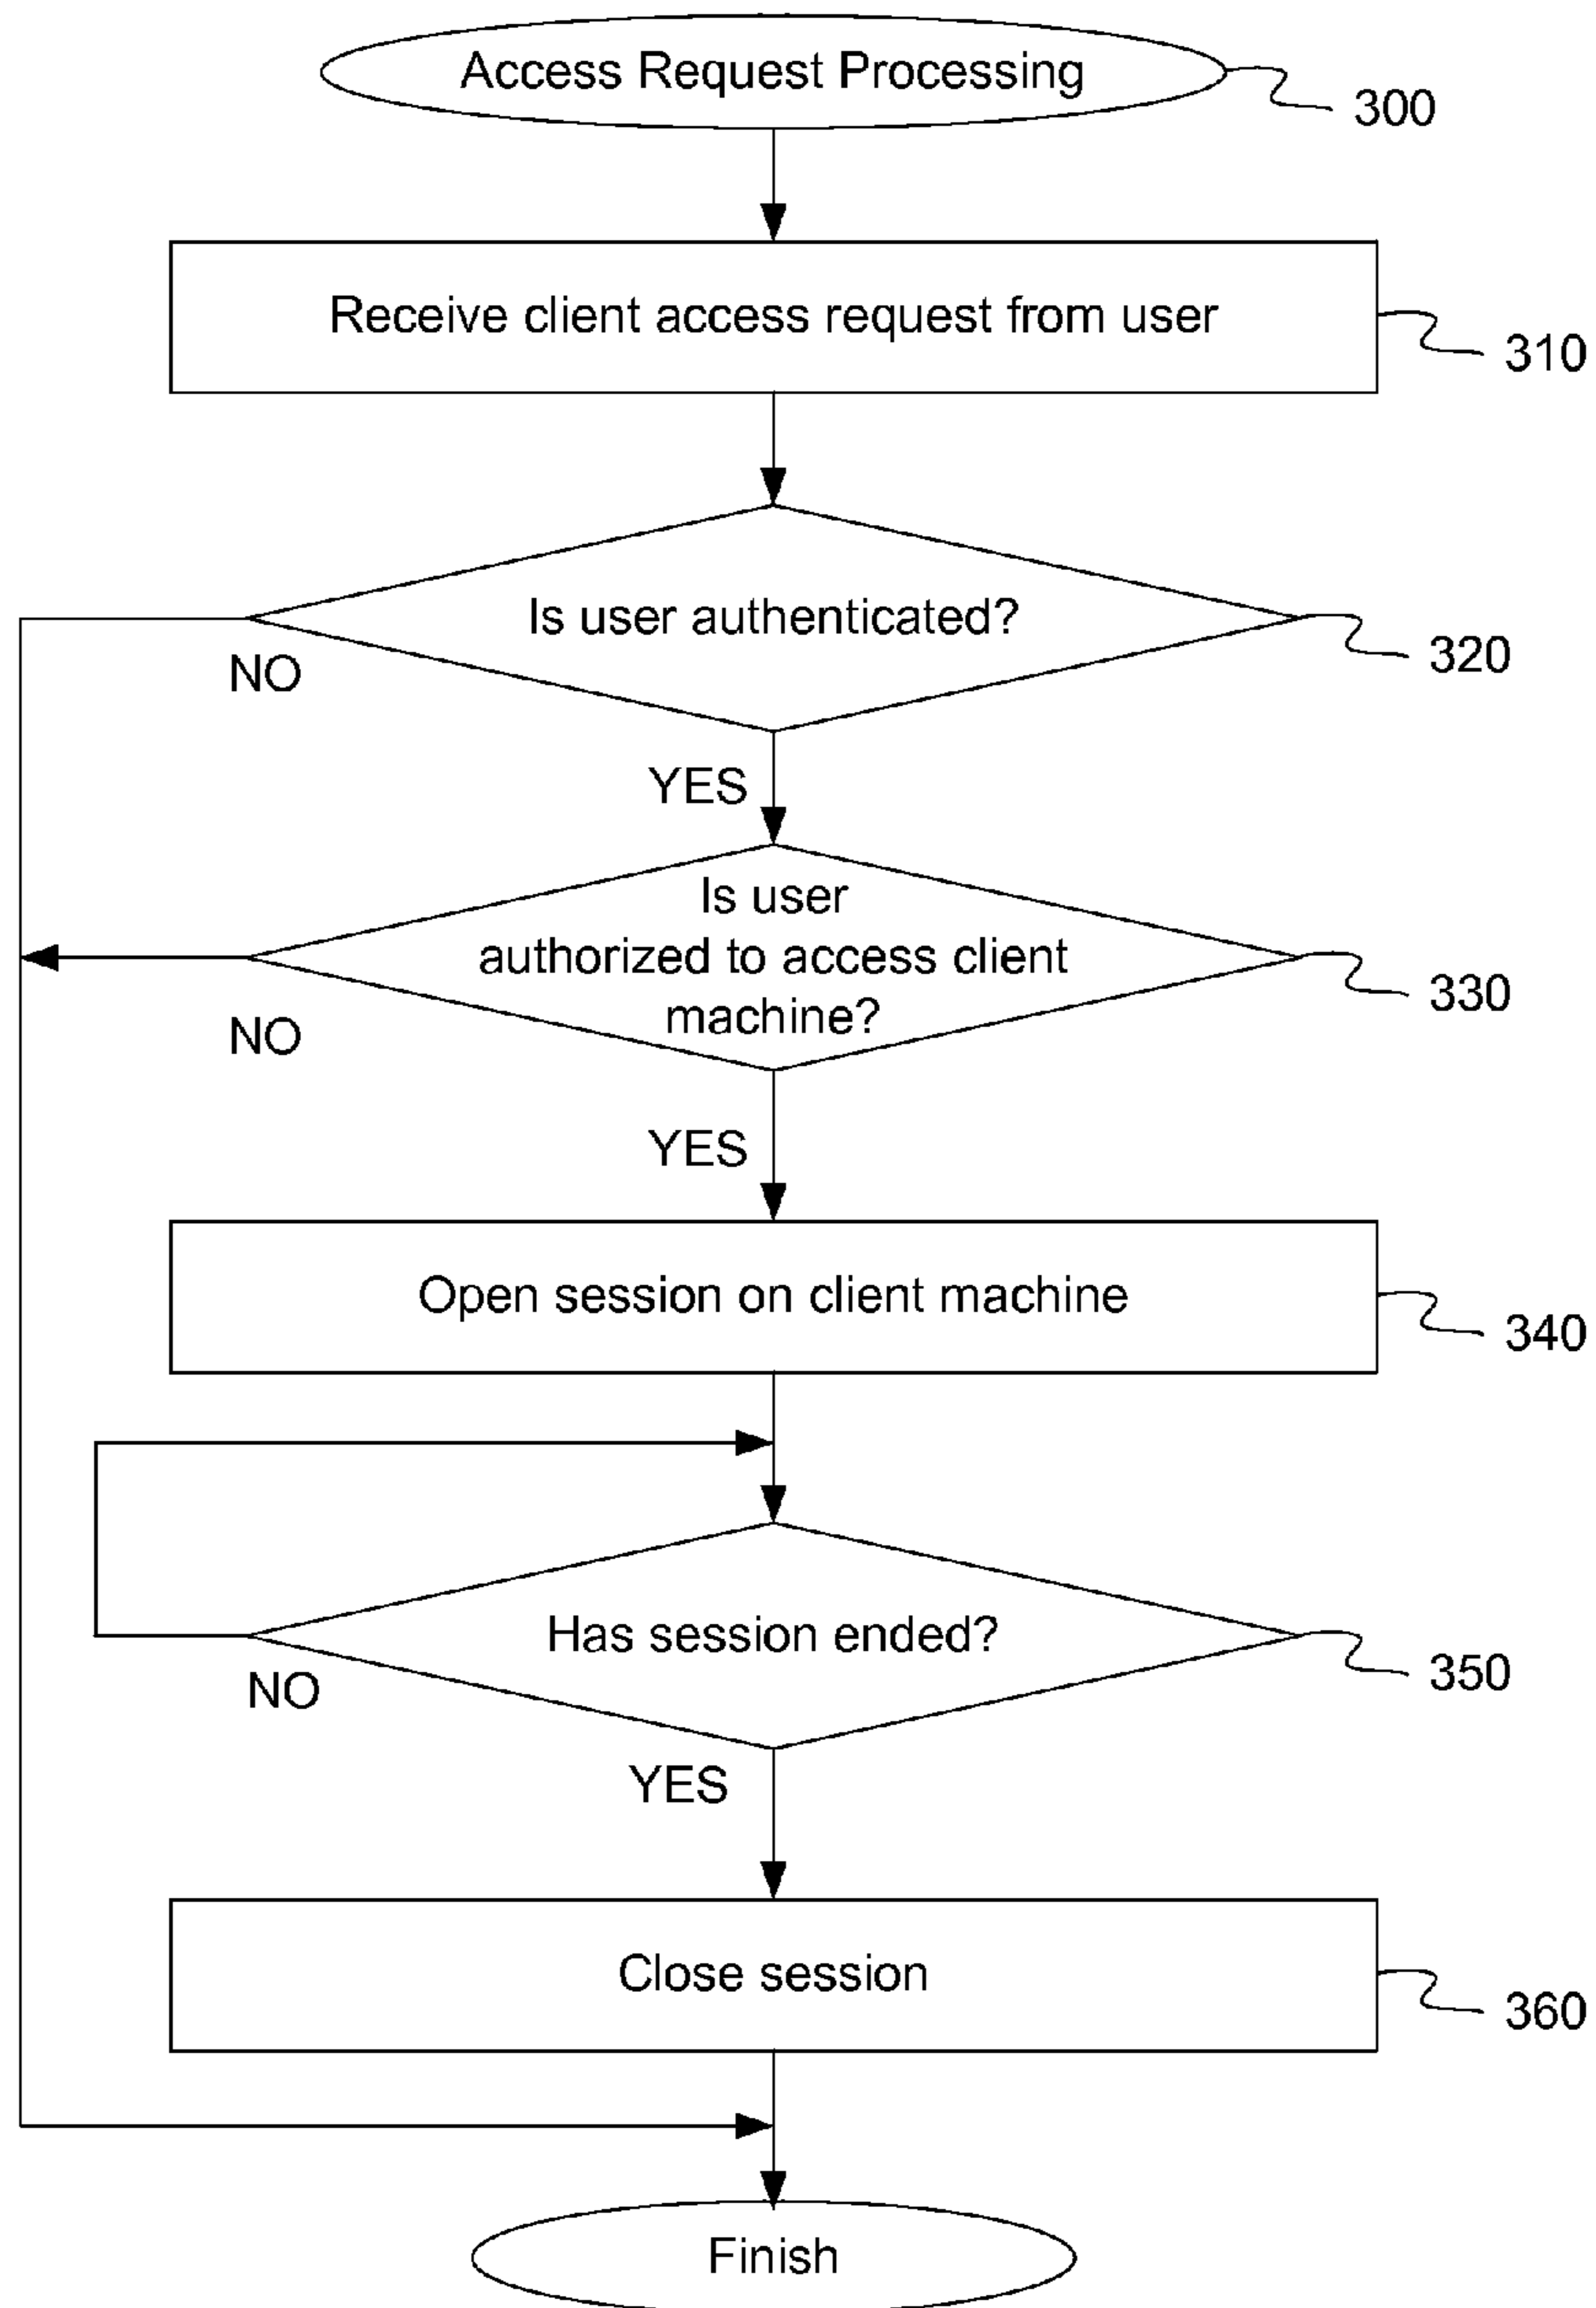 Access Request Processing
300
Receive client access request from user
310
Is user authenticated?
320
NO
YES
Is user
authorized to access client
machine?
330
NO
YES
Open session on client machine
340
Has session ended?
350
NO
YES
Close session
360
Finish